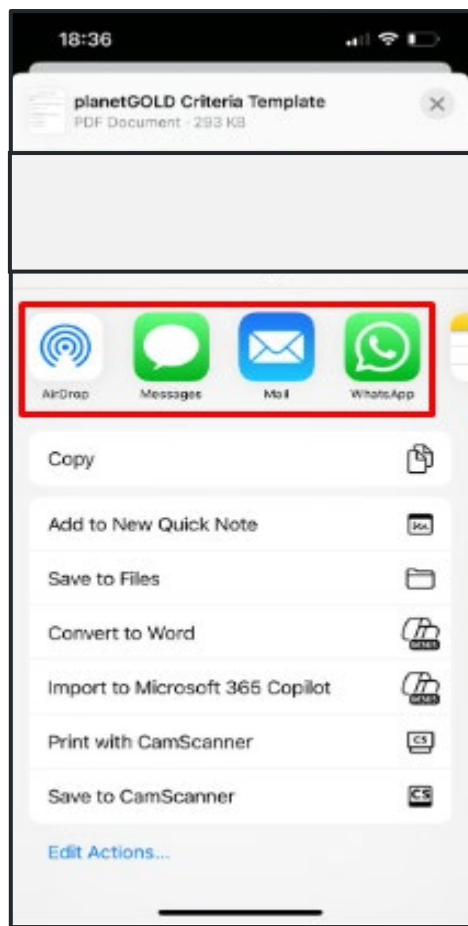 18:36
planetGOLD Criteria Template
PDF Document · 293 KB
AirDrop
Messages
Mail
WhatsApp
Copy
Add to New Quick Note
Save to Files
Convert to Word
Import to Microsoft 365 Copilot
Print with CamScanner
CS
Save to CamScanner
CS
Edit Actions...